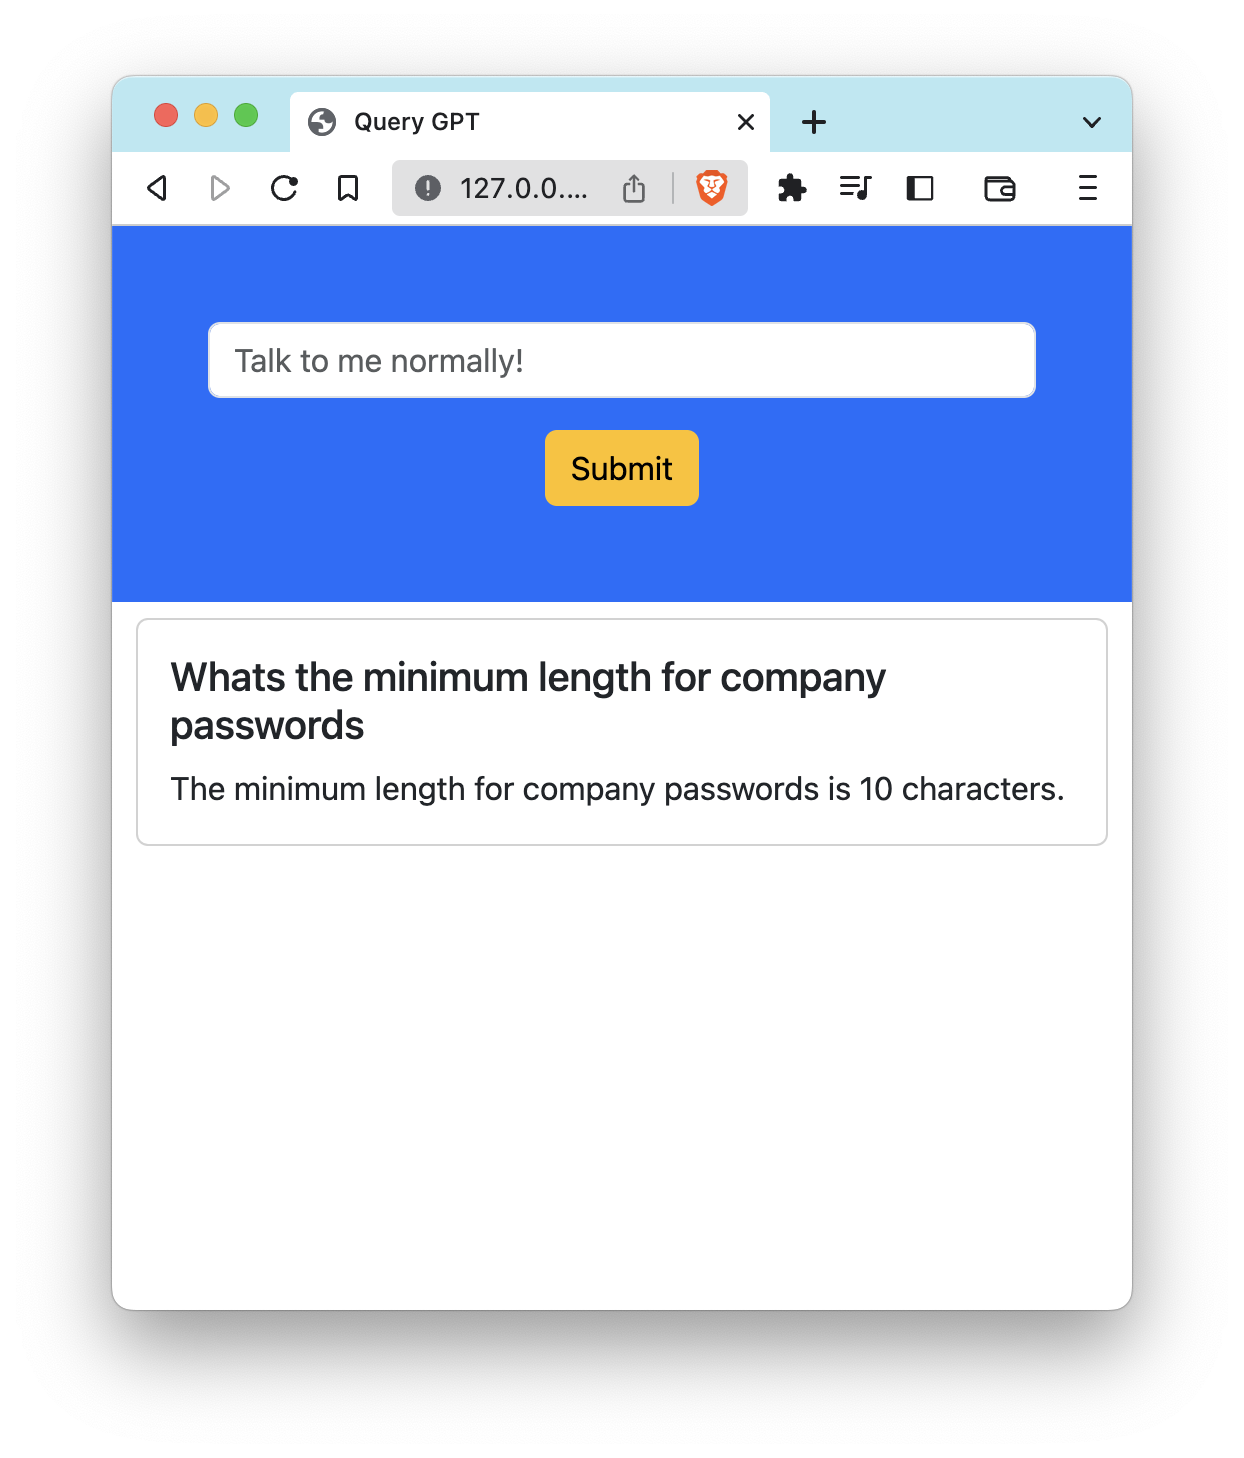 Query GPT
127.0.0....
Talk to me normally!
Submit
Whats the minimum length for company
passwords
The minimum length for company passwords is 10 characters.